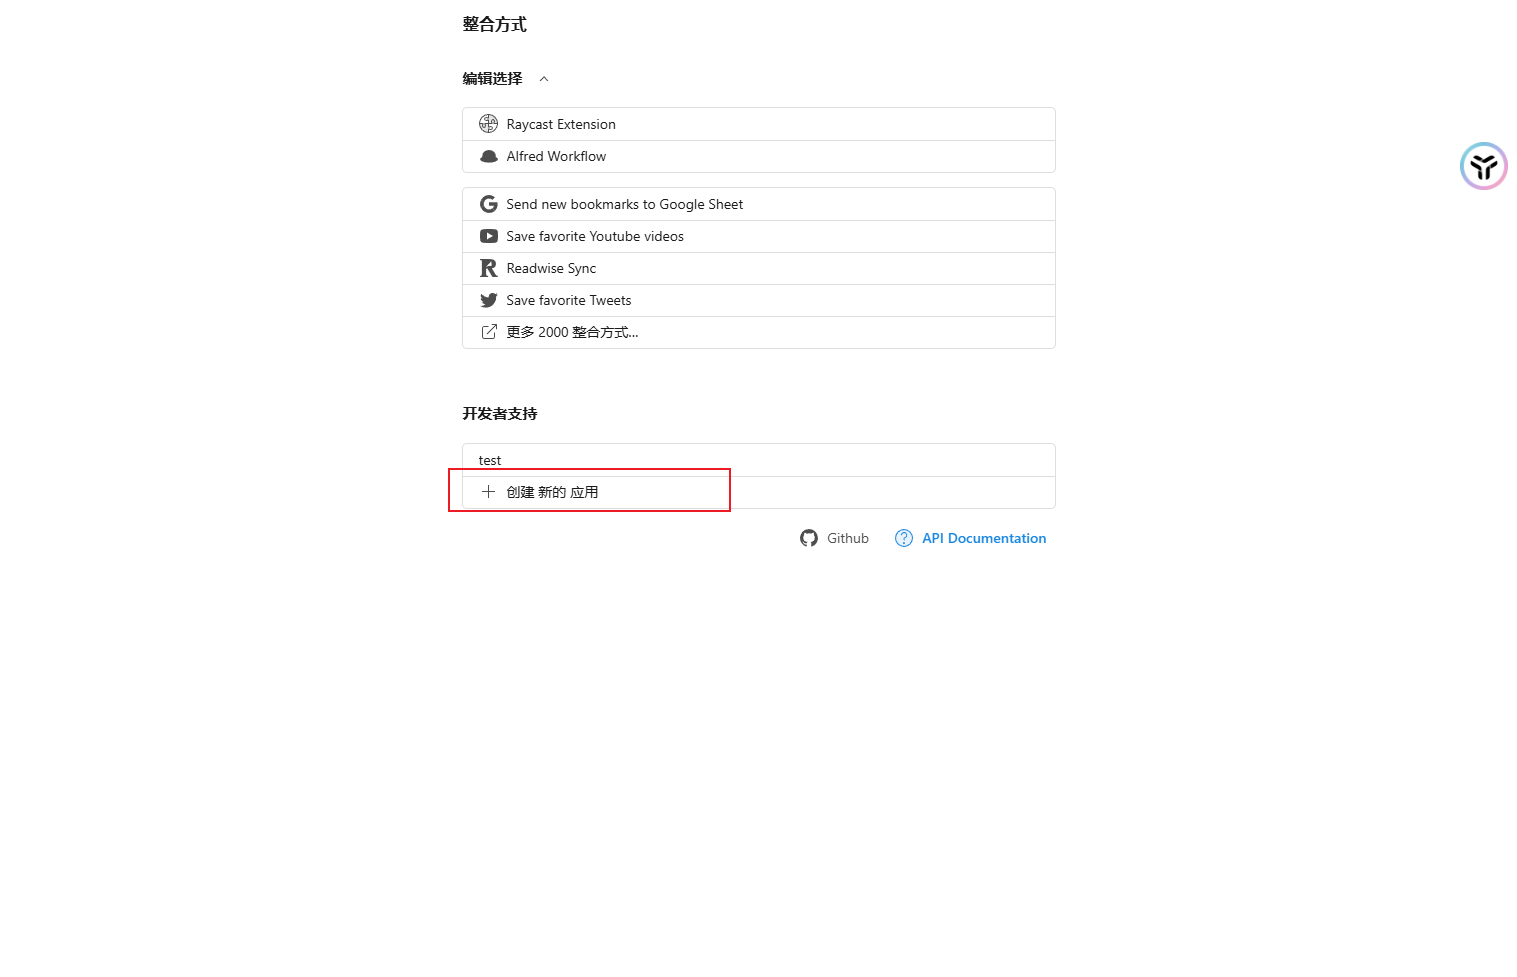 整合方式
编辑选择
Raycast Extension
Alfred Workflow
Send new bookmarks to Google Sheet
Save favorite Youtube videos
Readwise Sync
Save favorite Tweets
更多 2000 整合方式...
开发者支持
test
创建 新的 应用
Github
API Documentation